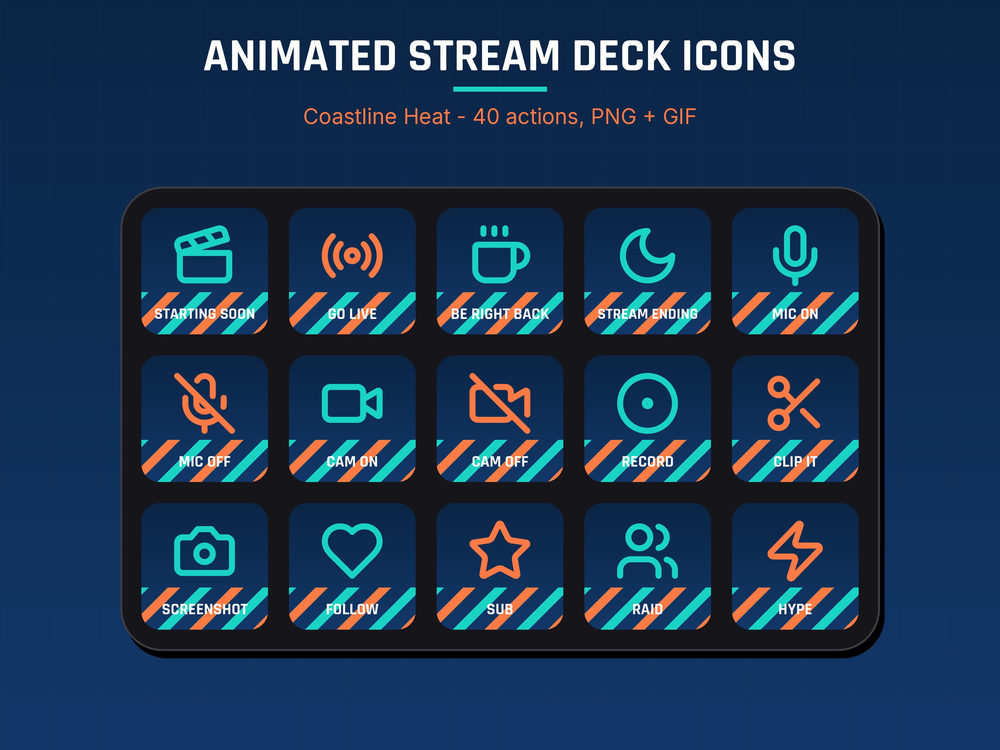 ANIMATED STREAM DECK ICONS
Coastline Heat - 40 actions, PNG + GIF
STARTING SOON
GO LIVE
BE RIGHT BACK
STREAM ENDING
MIC ON
MIC OFF
CAM ON
CAM OFF
RECORD
CLIP IT
SCREENSHOT
FOLLOW
SUB
RAID
HYPE